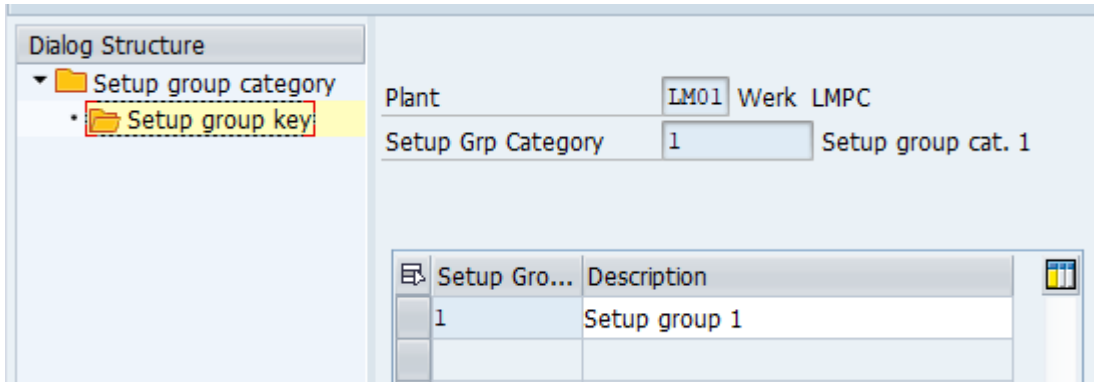 Dialog Structure
Setup group category
Setup group key
Plant LM01 Werk LMPC
Setup Grp Category 1 Setup group cat. 1
Setup Gro... Description
1 Setup group 1